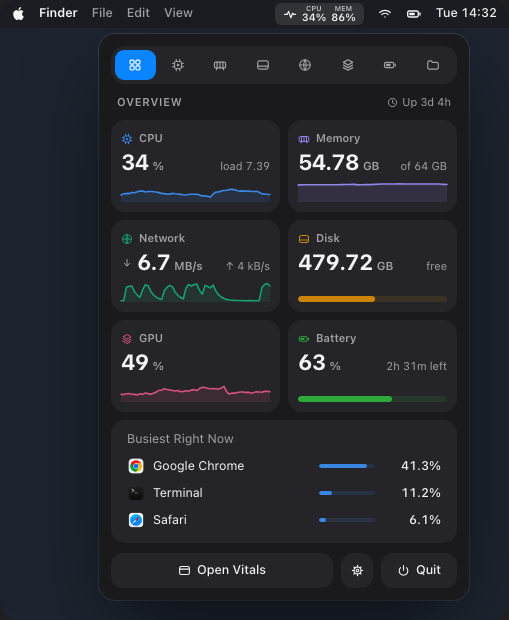 Finder File Edit View CPU 34% MEM 86% Tue 14:32
OVERVIEW Up 3d 4h
CPU Memory
34 % load 7.39 54.78 GB of 64 GB
Network Disk
↓ 6.7 MB/s ↑ 4 kB/s 479.72 GB free
GPU Battery
49 % 63 % 2h 31m left
Busiest Right Now
Google Chrome 41.3%
Terminal 11.2%
Safari 6.1%
Open Vitals Quit